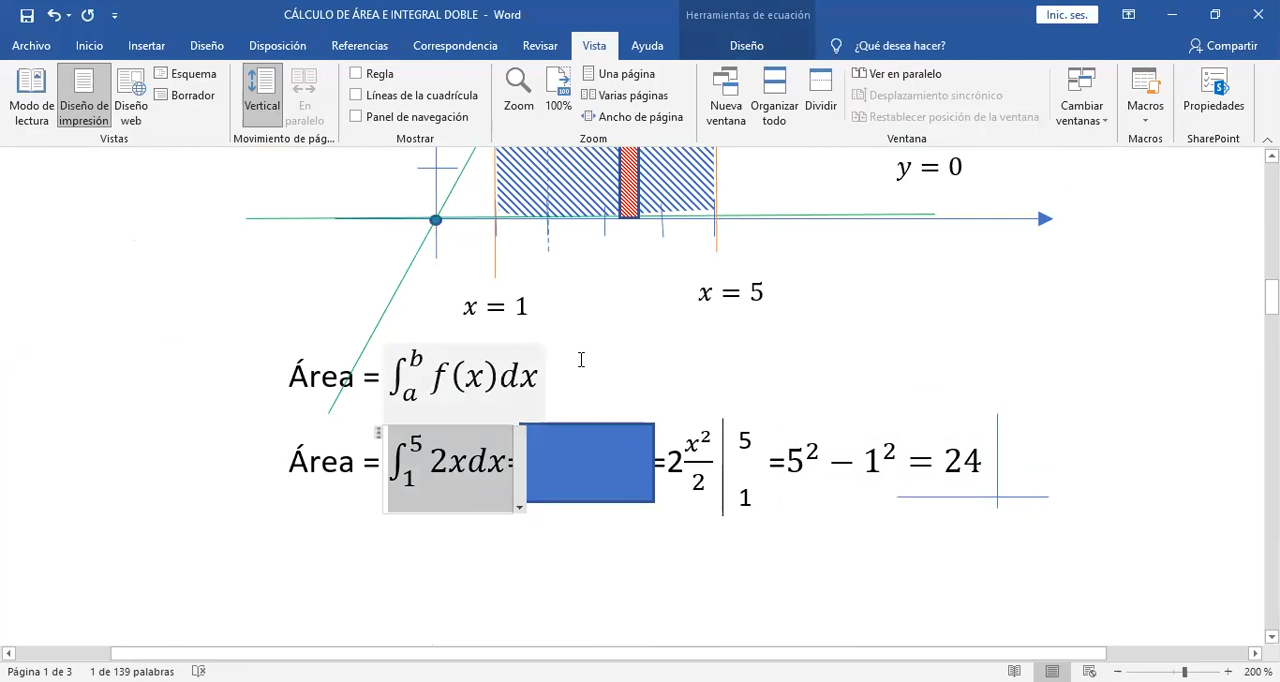 CÁLCULO DE ÁREA E INTEGRAL DOBLE - Word
Herramientas de ecuación
Inic. ses.
Archivo Inicio Insertar Diseño Disposición Referencias Correspondencia Revisar Vista Ayuda Diseño ¿Qué desea hacer? Compartir
Modo de lectura
Diseño de impresión
Diseño web
Esquema
Borrador
Vistas
Vertical
En paralelo
Movimiento de pág...
Regla
Líneas de la cuadrícula
Panel de navegación
Mostrar
Zoom
100%
Una página
Varias páginas
Ancho de página
Zoom
Nueva ventana
Organizar todo
Dividir
Ver en paralelo
Desplazamiento sincrónico
Restablecer posición de la ventana
Ventana
Cambiar ventanas
Macros
Macros
Propiedades
SharePoint
y = 0
x = 1
x = 5
Área = ∫_a^b f(x)dx
Área = ∫_1^5 2xdx= =2 x²/2 | 5 1 =5² − 1² = 24
Página 1 de 3 1 de 139 palabras
200 %